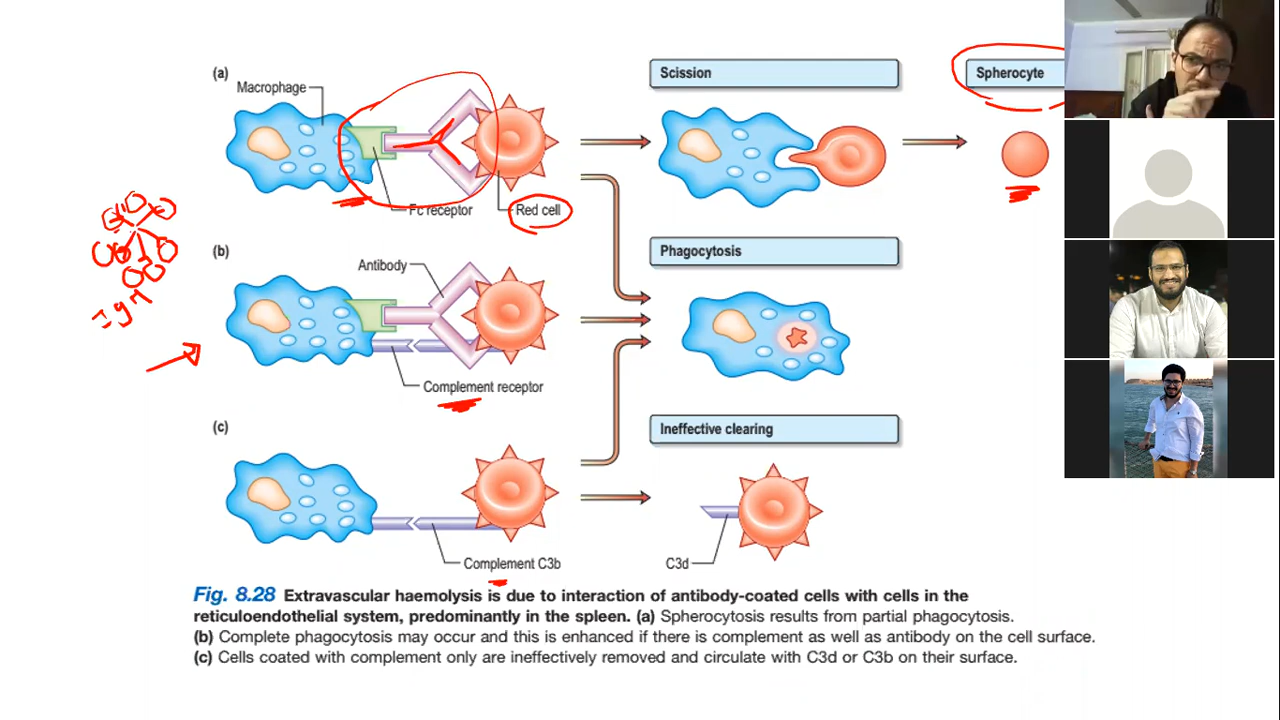 (a)
Macrophage
Scission
Spherocyte
Fc receptor
Red cell
IgM
(b)
Antibody
Phagocytosis
Complement receptor
(c)
Ineffective clearing
Complement C3b
C3d
Fig. 8.28 Extravascular haemolysis is due to interaction of antibody-coated cells with cells in the
reticuloendothelial system, predominantly in the spleen. (a) Spherocytosis results from partial phagocytosis.
(b) Complete phagocytosis may occur and this is enhanced if there is complement as well as antibody on the cell surface.
(c) Cells coated with complement only are ineffectively removed and circulate with C3d or C3b on their surface.